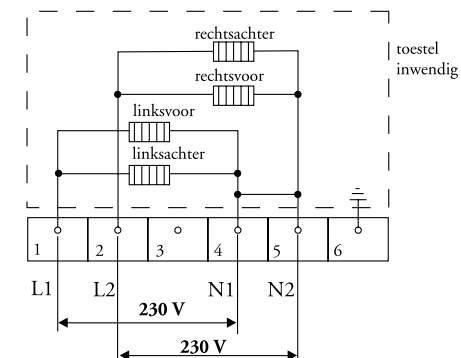 rechtsachter
toestel
inwendig
rechtsvoor
linksvoor
linksachter
1 2 3 4 5 6
L1 L2 N1 N2
230 V
230 V